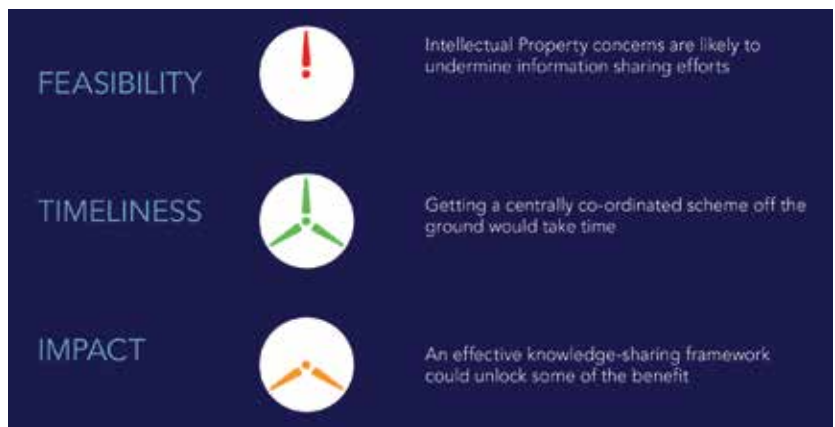 FEASIBILITY
Intellectual Property concerns are likely to
undermine information sharing efforts
TIMELINESS
Getting a centrally co-ordinated scheme off the
ground would take time
IMPACT
An effective knowledge-sharing framework
could unlock some of the benefit